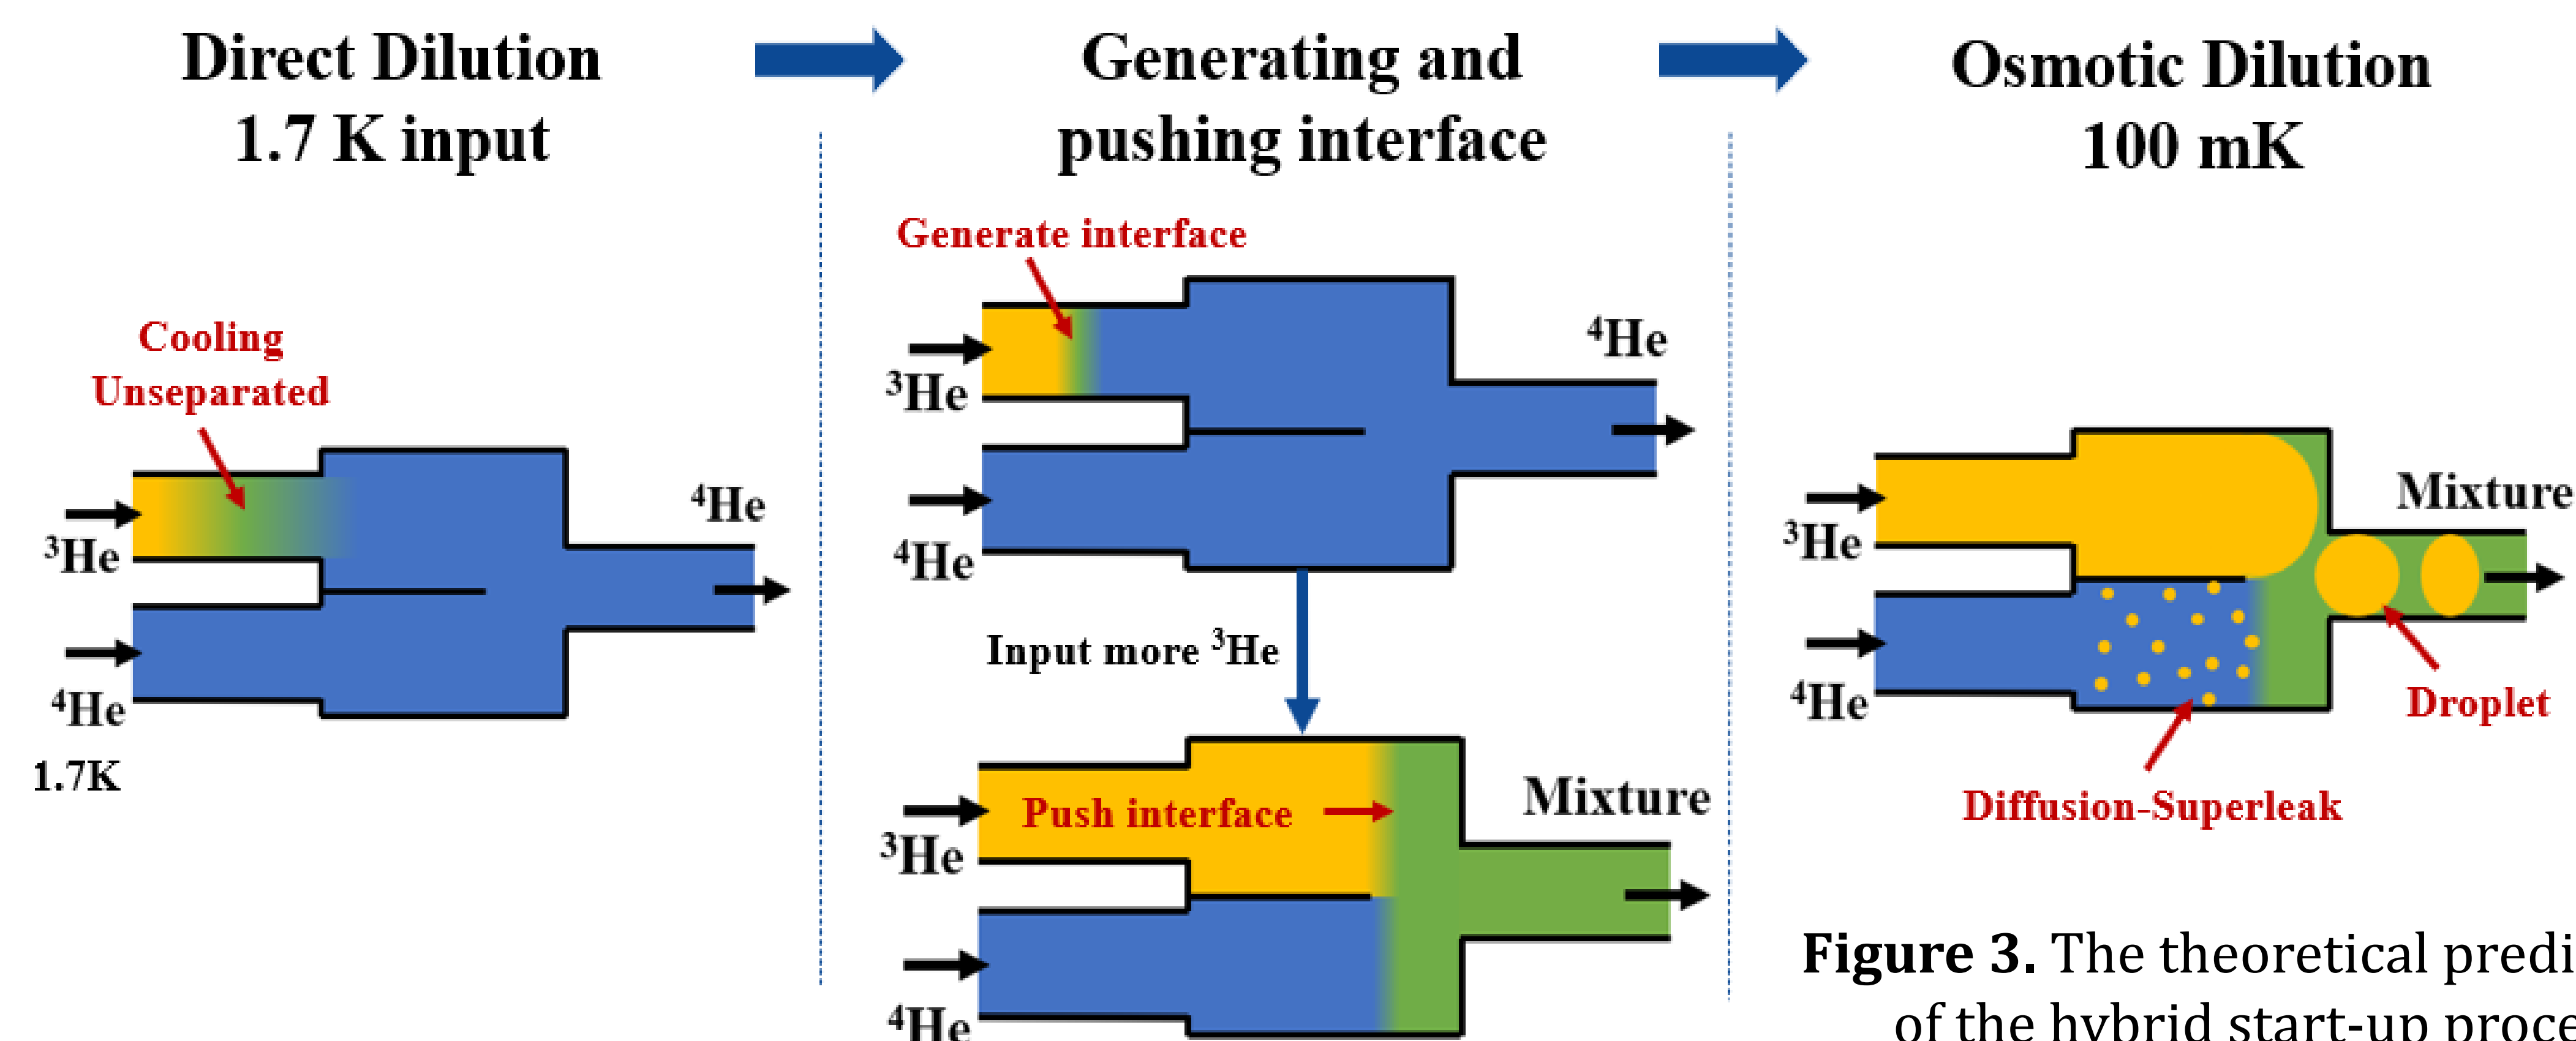 Direct Dilution
1.7 K input
Cooling
Unseparated
³He
⁴He
⁴He
1.7K
Generating and
pushing interface
Generate interface
³He
⁴He
⁴He
Input more ³He
Push interface
Mixture
³He
⁴He
Osmotic Dilution
100 mK
Mixture
³He
⁴He
Droplet
Diffusion-Superleak
Figure 3. The theoretical predi
of the hybrid start-up proce